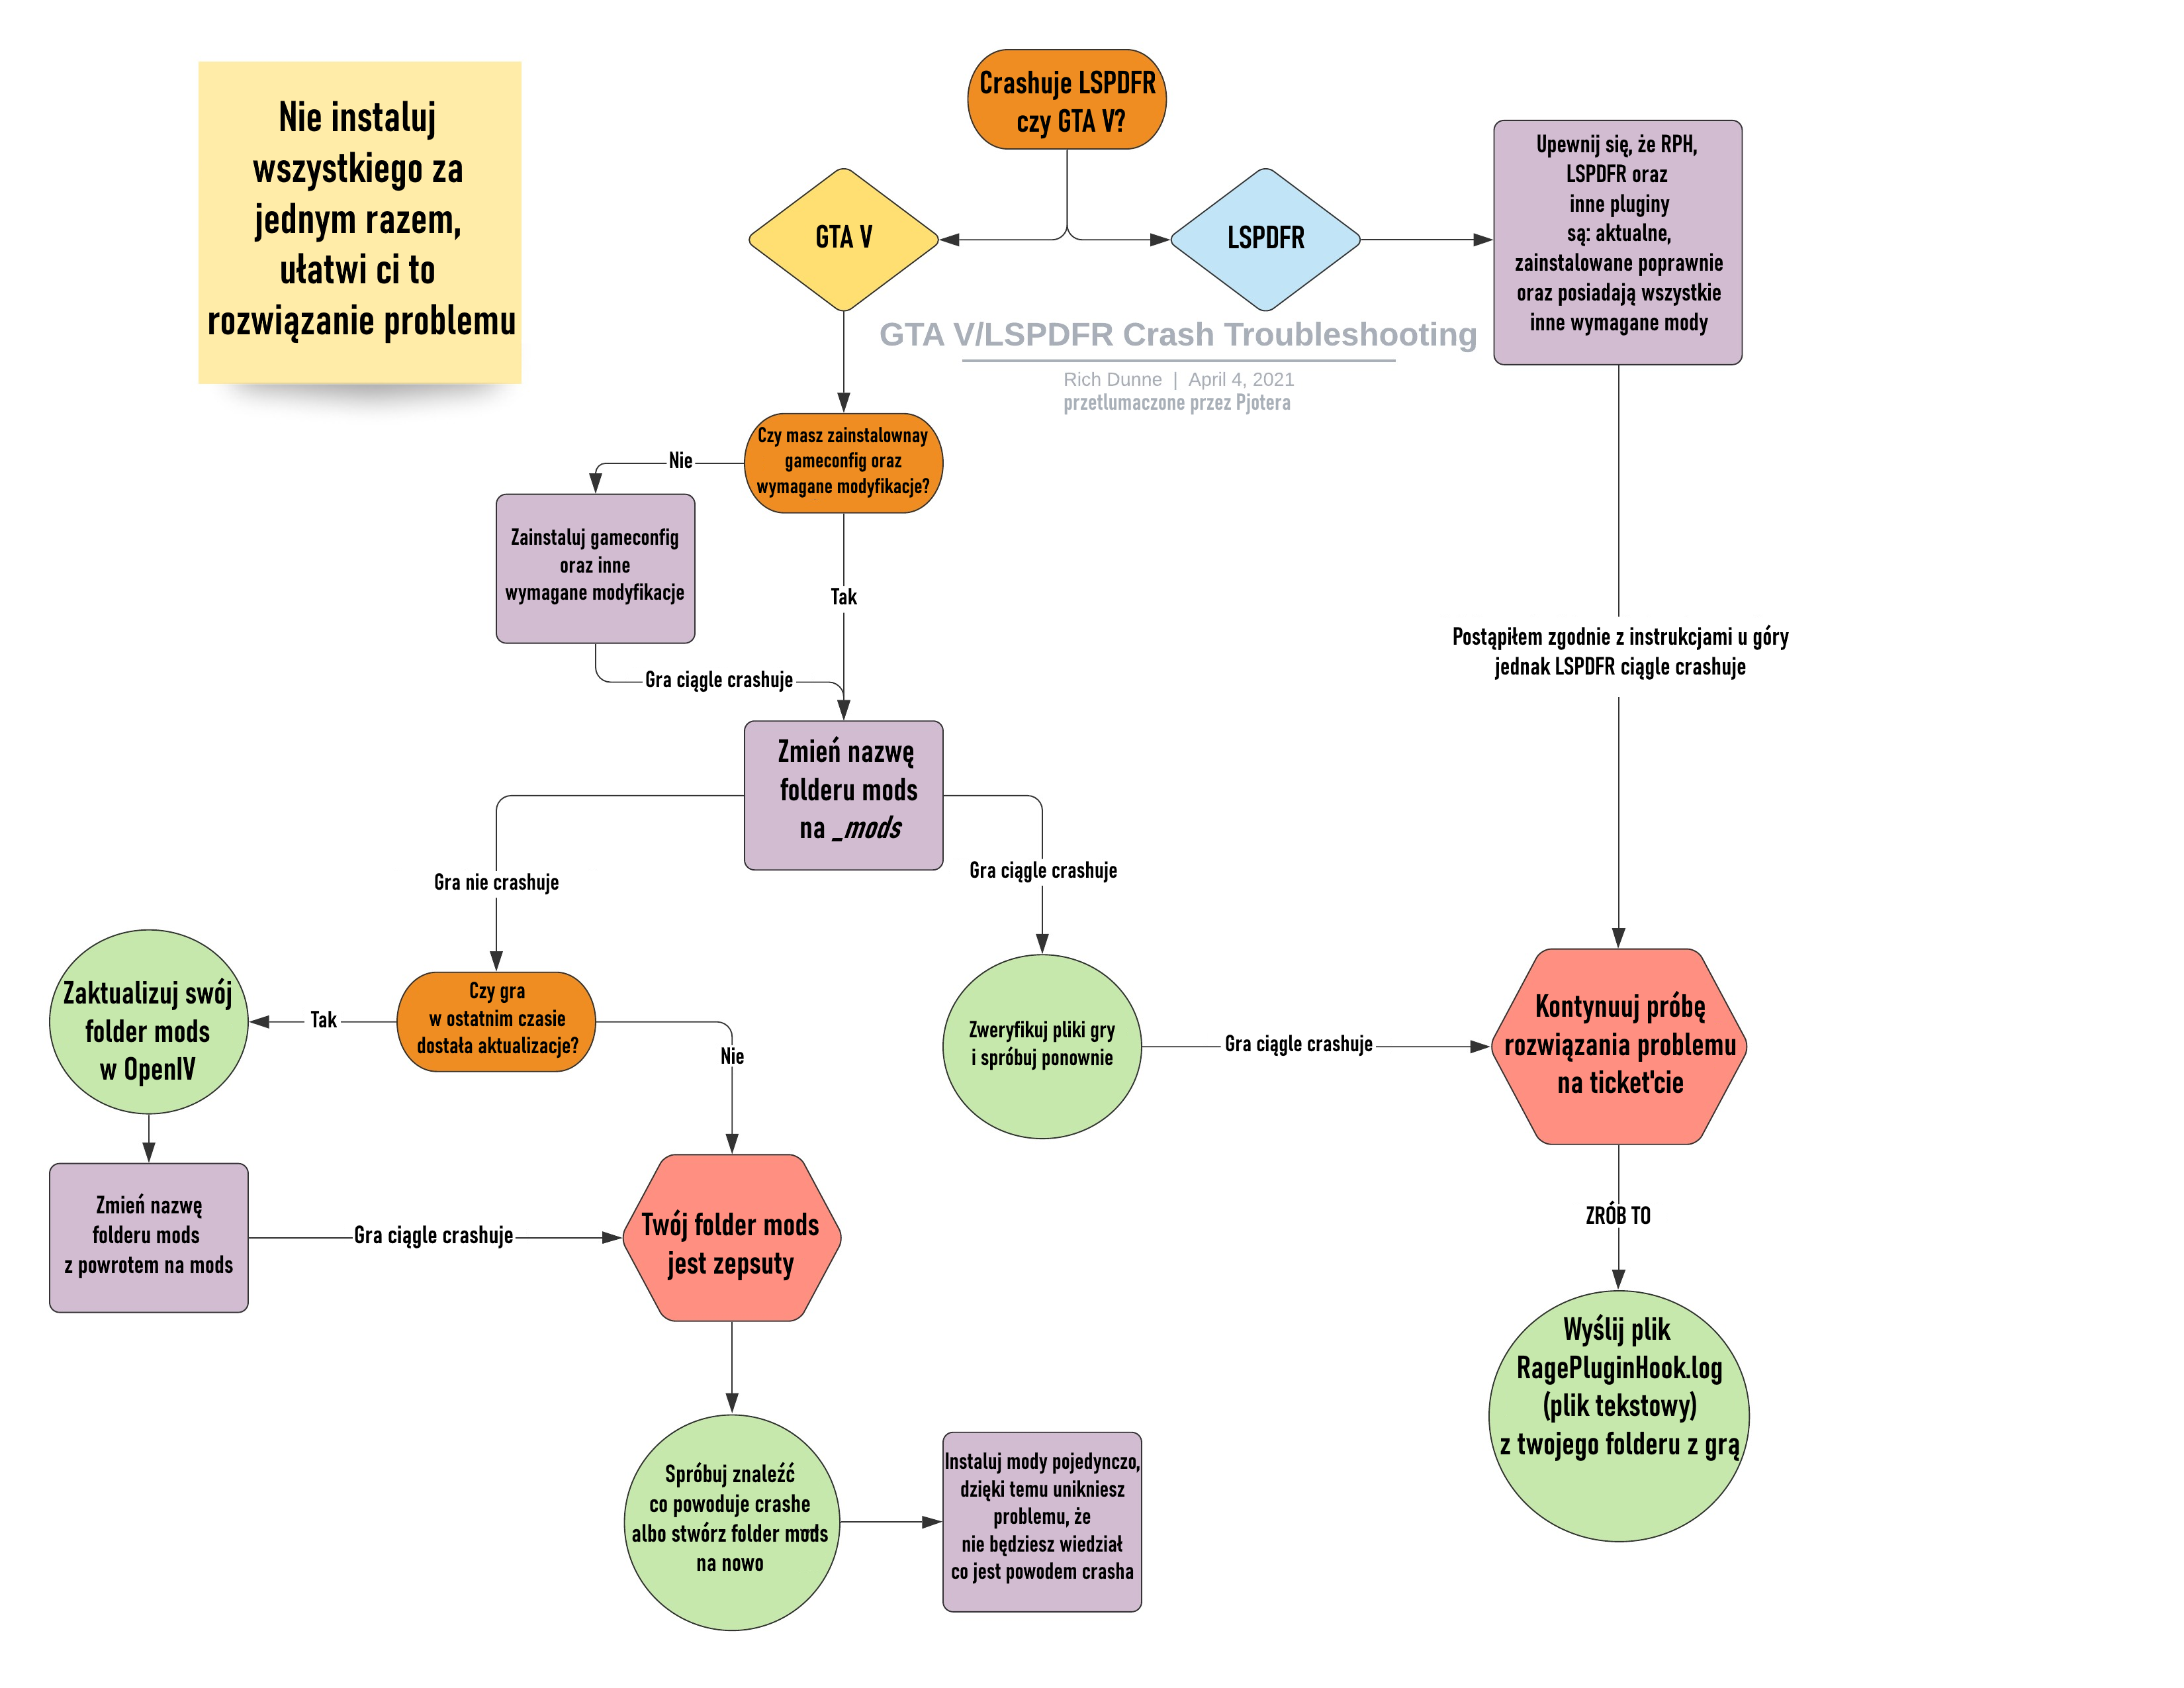 Nie instaluj
wszystkiego za
jednym razem,
ułatwi ci to
rozwiązanie problemu
Crashuje LSPDFR
czy GTA V?
GTA V
LSPDFR
Upewnij się, że RPH,
LSPDFR oraz
inne pluginy
są: aktualne,
zainstalowane poprawnie
oraz posiadają wszystkie
inne wymagane mody
GTA V/LSPDFR Crash Troubleshooting
Rich Dunne | April 4, 2021
przetlumaczone przez Pjotera
Czy masz zainstalownay
gameconfig oraz
wymagane modyfikacje?
Nie
Zainstaluj gameconfig
oraz inne
wymagane modyfikacje
Tak
Gra ciągle crashuje
Postąpiłem zgodnie z instrukcjami u góry
jednak LSPDFR ciągle crashuje
Zmień nazwę
folderu mods
na _mods
Gra nie crashuje
Gra ciągle crashuje
Zaktualizuj swój
folder mods
w OpenIV
Tak
Czy gra
w ostatnim czasie
dostała aktualizacje?
Nie
Zweryfikuj pliki gry
i spróbuj ponownie
Gra ciągle crashuje
Kontynuuj próbę
rozwiązania problemu
na ticket'cie
Zmień nazwę
folderu mods
z powrotem na mods
Gra ciągle crashuje
Twój folder mods
jest zepsuty
ZRÓB TO
Wyślij plik
RagePluginHook.log
(plik tekstowy)
z twojego folderu z grą
Spróbuj znaleźć
co powoduje crashe
albo stwórz folder mods
na nowo
Instaluj mody pojedynczo,
dzięki temu unikniesz
problemu, że
nie będziesz wiedział
co jest powodem crasha